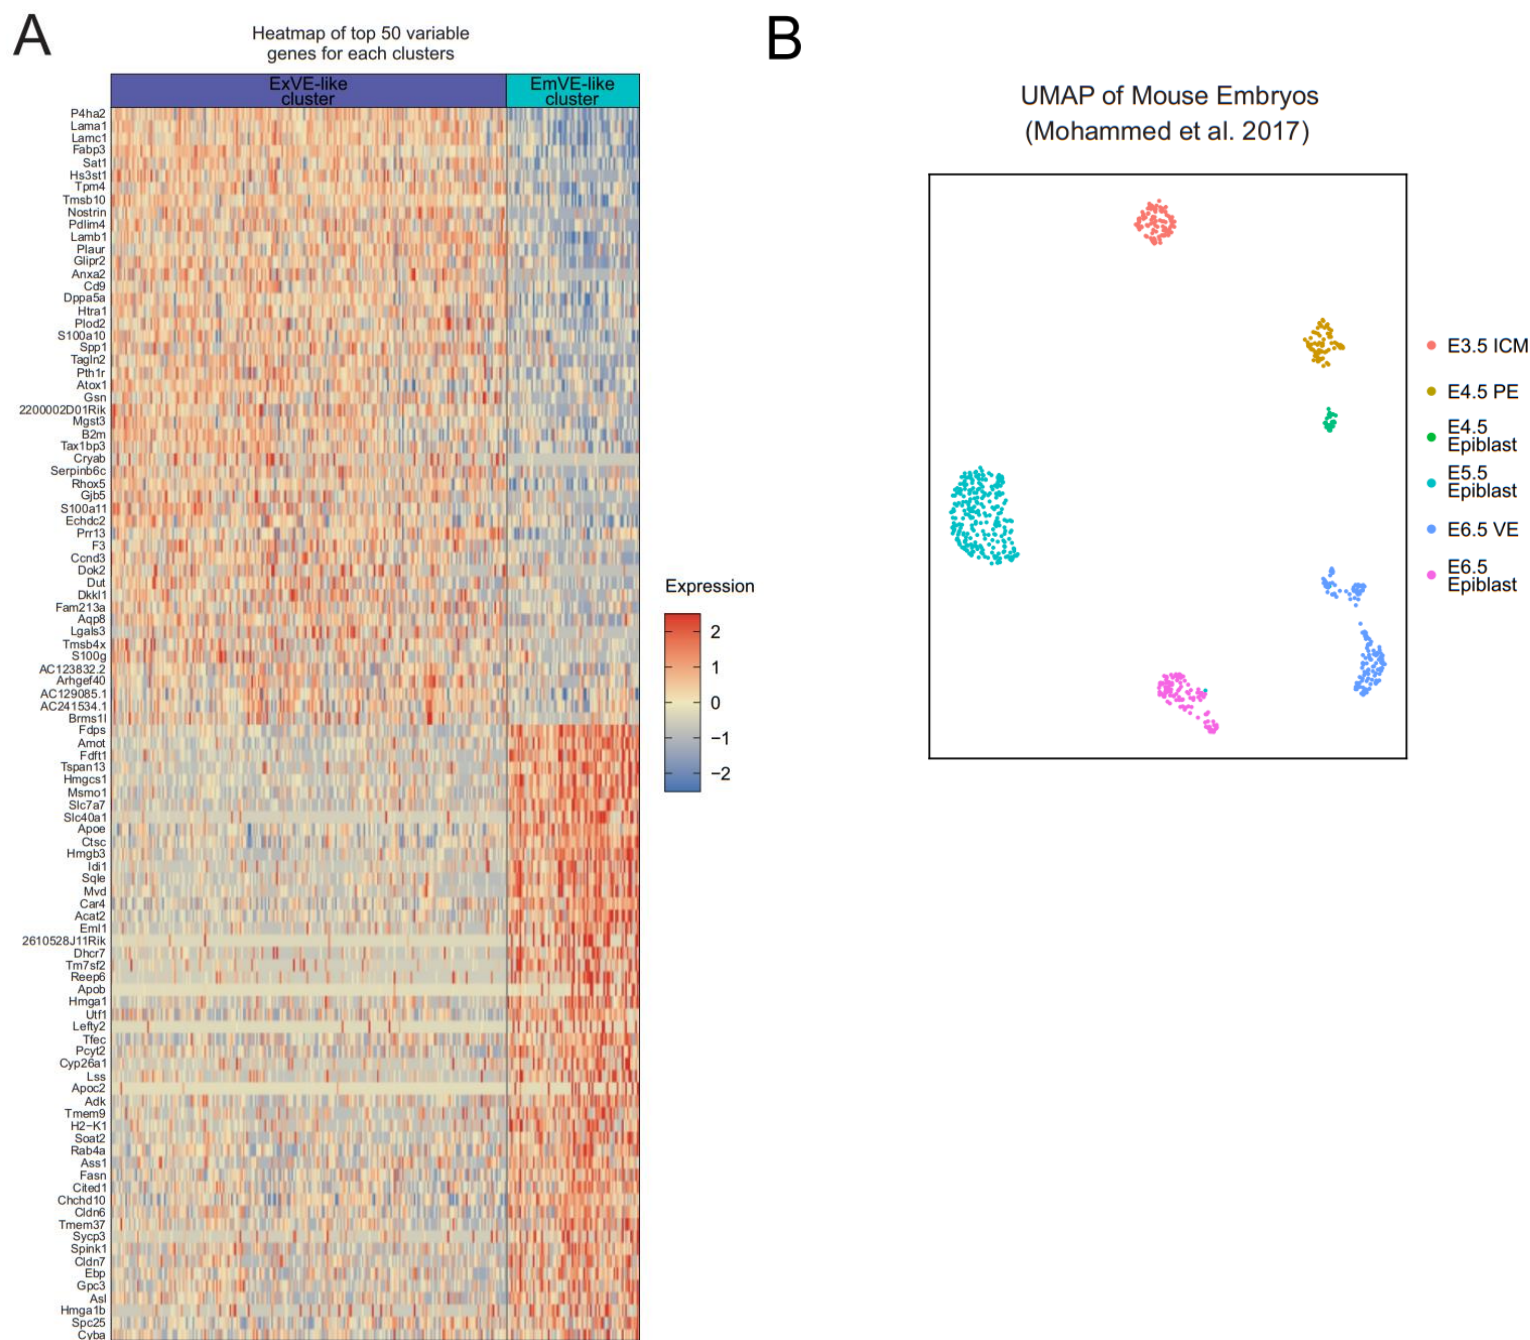 A
Heatmap of top 50 variable
genes for each clusters
ExVE-like
cluster
EmVE-like
cluster
P4ha2
Lama1
Lamc1
Fabp3
Sat1
Hs3st1
Tpm4
Tmsb10
Nostrin
Pdlim4
Lamb1
Plaur
Glipr2
Anxa2
Cd9
Dppa5a
Htra1
Plod2
S100a10
Spp1
Tagln2
Pth1r
Atox1
Gsn
2200002D01Rik
Mgst3
B2m
Tax1bp3
Cryab
Serpinb6c
Rhox5
Gjb5
S100a11
Echdc2
Prr13
F3
Ccnd3
Dok2
Dut
Dkkl1
Fam213a
Aqp8
Lgals3
Tmsb4x
S100g
AC123832.2
Arhgef40
AC129085.1
AC241534.1
Brms1l
Fdps
Amot
Fdft1
Tspan13
Hmgcs1
Msmo1
Slc7a7
Slc40a1
Apoe
Ctsc
Hmgb3
Idi1
Sqle
Mvd
Car4
Acat2
Eml1
2610528J11Rik
Dhcr7
Tm7sf2
Reep6
Apob
Hmga1
Utf1
Lefty2
Tfec
Pcyt2
Cyp26a1
Lss
Apoc2
Adk
Tmem9
H2−K1
Soat2
Rab4a
Ass1
Fasn
Cited1
Chchd10
Cldn6
Tmem37
Sycp3
Spink1
Cldn7
Ebp
Gpc3
Asl
Hmga1b
Spc25
Cyba
Expression
2
1
0
−1
−2
B
UMAP of Mouse Embryos
(Mohammed et al. 2017)
E3.5 ICM
E4.5 PE
E4.5
Epiblast
E5.5
Epiblast
E6.5 VE
E6.5
Epiblast